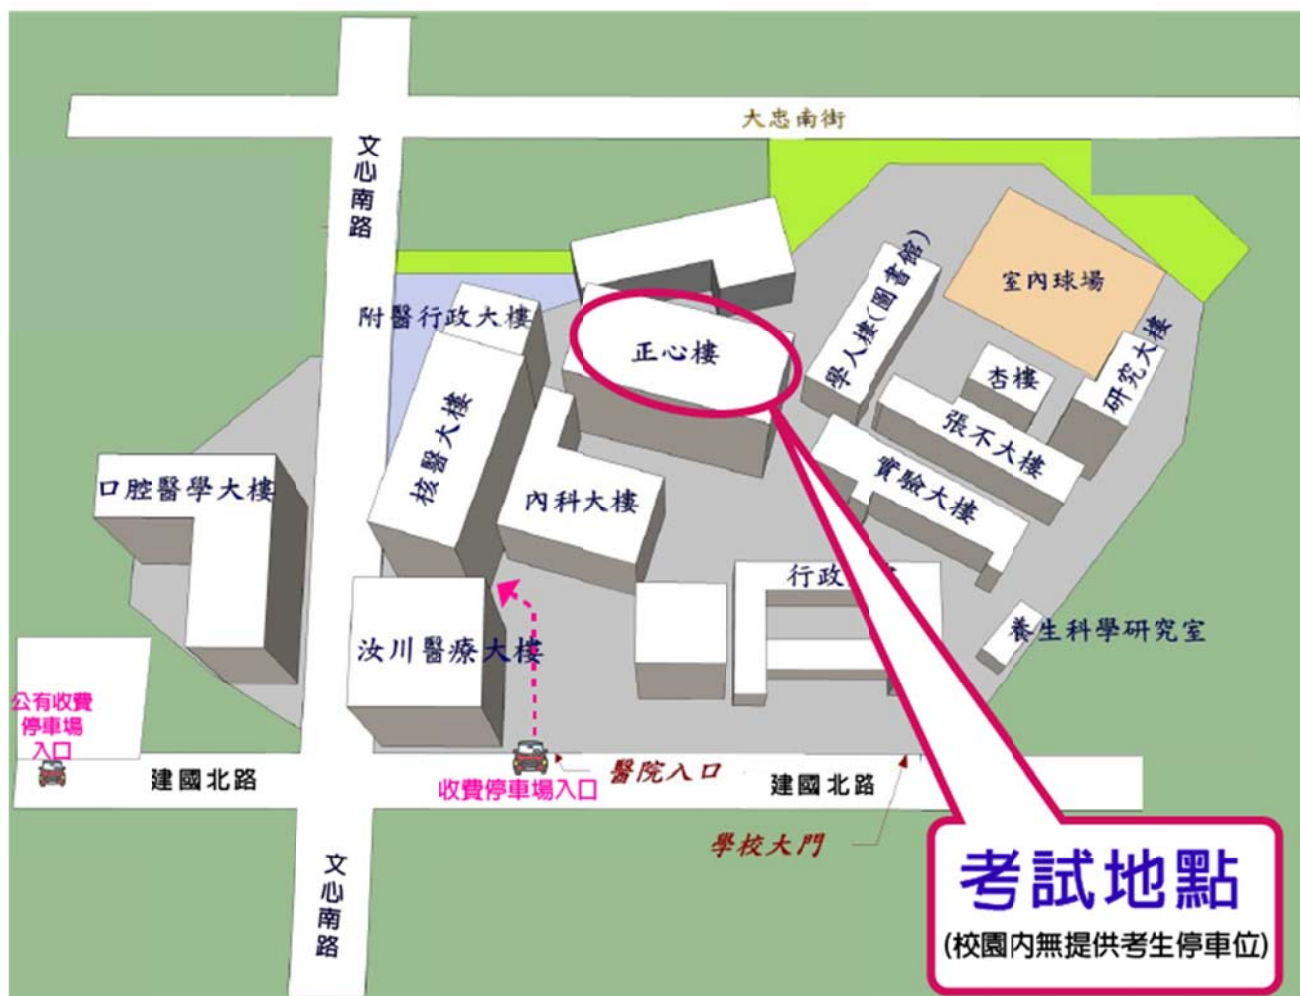 大忠南街
文心南路
學人樓(圖書館)
室內球場
附醫行政大樓
正心樓
研究大樓
杏樓
張不大樓
核醫大樓
實驗大樓
口腔醫學大樓
內科大樓
行政
養生科學研究室
汝川醫療大樓
公有收費
停車場
入口
醫院入口
建國北路
收費停車場入口
建國北路
學校大門
文心南路
考試地點
(校園內無提供考生停車位)